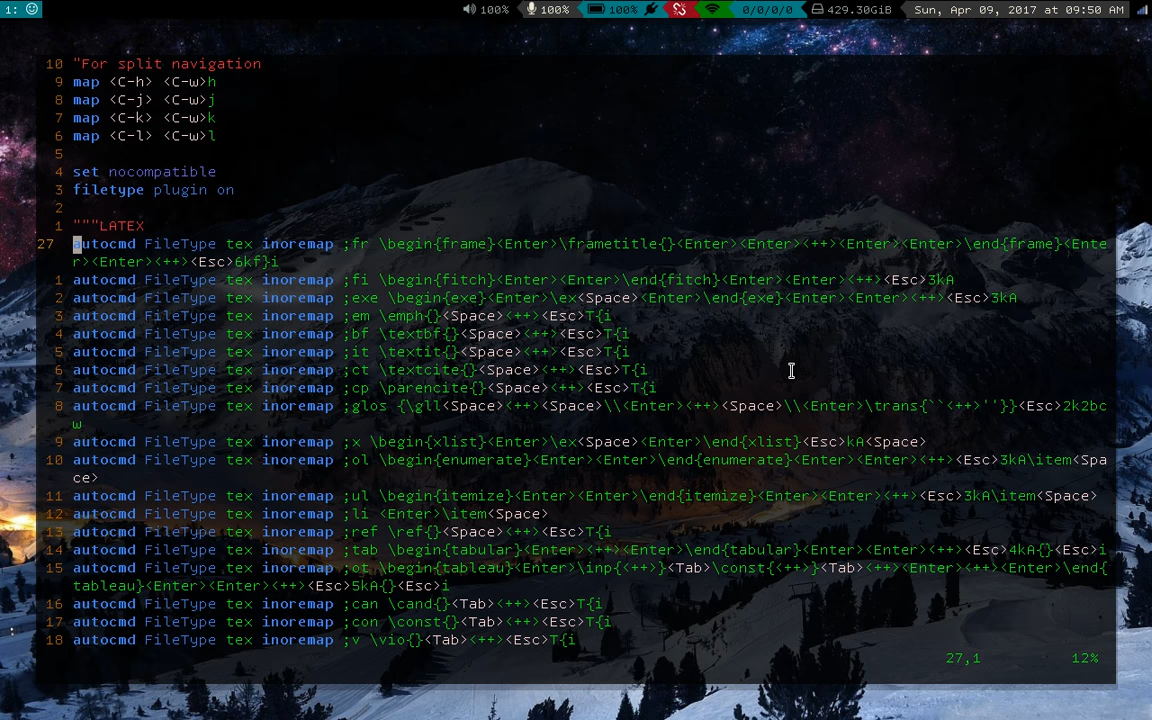 1: ☺ 100% 100% 100% 0/0/0/0 429.30GiB Sun, Apr 09, 2017 at 09:50 AM
10 "For split navigation
9 map <C-h> <C-w>h
8 map <C-j> <C-w>j
7 map <C-k> <C-w>k
6 map <C-l> <C-w>l
5
4 set nocompatible
3 filetype plugin on
2
1 """LATEX
27 autocmd FileType tex inoremap ;fr \begin{frame}<Enter>\frametitle{}<Enter><Enter><++><Enter><Enter>\end{frame}<Ente
r><Enter><++><Esc>6kf}i
1 autocmd FileType tex inoremap ;fi \begin{fitch}<Enter><Enter>\end{fitch}<Enter><Enter><++><Esc>3kA
2 autocmd FileType tex inoremap ;exe \begin{exe}<Enter>\ex<Space><Enter>\end{exe}<Enter><Enter><++><Esc>3kA
3 autocmd FileType tex inoremap ;em \emph{}<Space><++><Esc>T{i
4 autocmd FileType tex inoremap ;bf \textbf{}<Space><++><Esc>T{i
5 autocmd FileType tex inoremap ;it \textit{}<Space><++><Esc>T{i
6 autocmd FileType tex inoremap ;ct \textcite{}<Space><++><Esc>T{i
7 autocmd FileType tex inoremap ;cp \parencite{}<Space><++><Esc>T{i
8 autocmd FileType tex inoremap ;glos {\gll<Space><++><Space>\\<Enter><++><Space>\\<Enter>\trans{``<++>''}}<Esc>2k2bc
w
9 autocmd FileType tex inoremap ;x \begin{xlist}<Enter>\ex<Space><Enter>\end{xlist}<Esc>kA<Space>
10 autocmd FileType tex inoremap ;ol \begin{enumerate}<Enter><Enter>\end{enumerate}<Enter><Enter><++><Esc>3kA\item<Spa
ce>
11 autocmd FileType tex inoremap ;ul \begin{itemize}<Enter><Enter>\end{itemize}<Enter><Enter><++><Esc>3kA\item<Space>
12 autocmd FileType tex inoremap ;li <Enter>\item<Space>
13 autocmd FileType tex inoremap ;ref \ref{}<Space><++><Esc>T{i
14 autocmd FileType tex inoremap ;tab \begin{tabular}<Enter><++><Enter>\end{tabular}<Enter><Enter><++><Esc>4kA{}<Esc>i
15 autocmd FileType tex inoremap ;ot \begin{tableau}<Enter>\inp{<++>}<Tab>\const{<++>}<Tab><++><Enter><++><Enter>\end{
tableau}<Enter><Enter><++><Esc>5kA{}<Esc>i
16 autocmd FileType tex inoremap ;can \cand{}<Tab><++><Esc>T{i
17 autocmd FileType tex inoremap ;con \const{}<Tab><++><Esc>T{i
18 autocmd FileType tex inoremap ;v \vio{}<Tab><++><Esc>T{i
27,1 12%